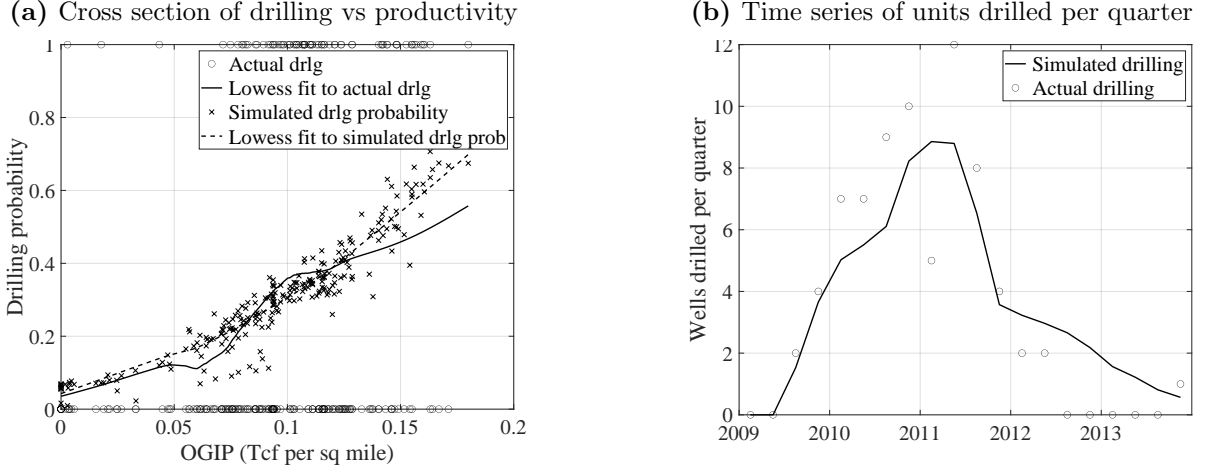 (a) Cross section of drilling vs productivity
1
0.8
0.6
0.4
0.2
0
Drilling probability
Actual drlg
Lowess fit to actual drlg
Simulated drlg probability
Lowess fit to simulated drlg prob
0 0.05 0.1 0.15 0.2
OGIP (Tcf per sq mile)
(b) Time series of units drilled per quarter
12
10
8
6
4
2
0
Wells drilled per quarter
Simulated drilling
Actual drilling
2009 2010 2011 2012 2013